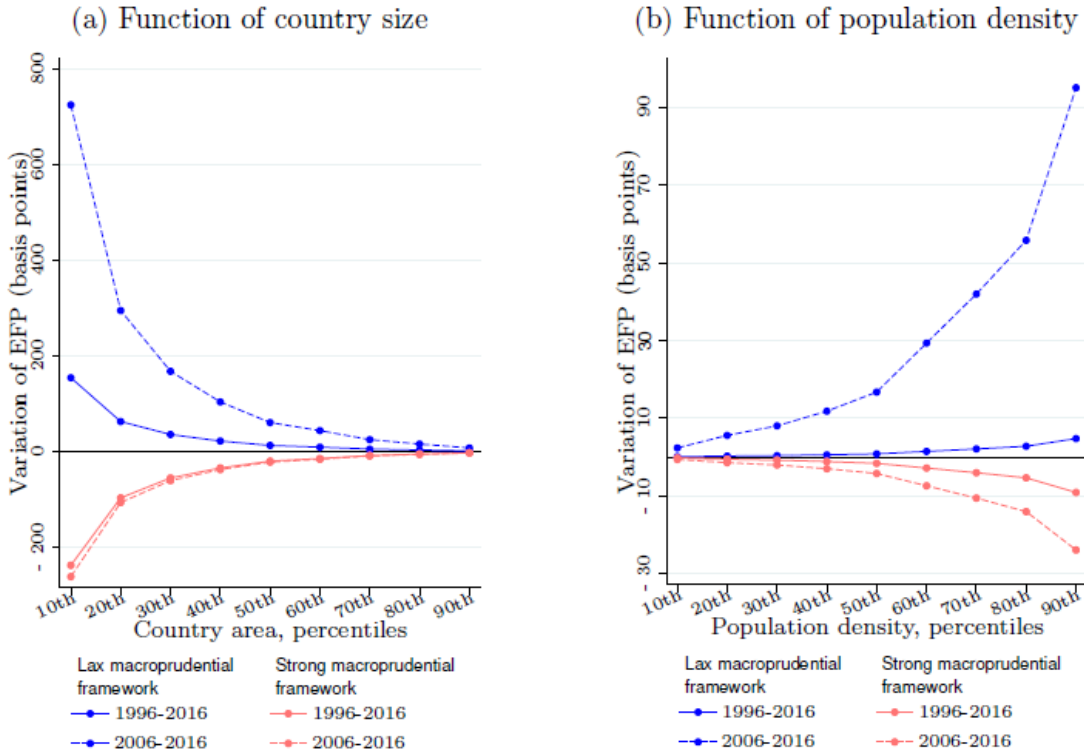 (a) Function of country size
Variation of EFP (basis points)
800
600
400
200
0
- 200
10th 20th 30th 40th 50th 60th 70th 80th 90th
Country area, percentiles
Lax macroprudential framework
Strong macroprudential framework
1996-2016
1996-2016
2006-2016
2006-2016
(b) Function of population density
Variation of EFP (basis points)
90
70
50
30
10
- 10
- 30
10th 20th 30th 40th 50th 60th 70th 80th 90th
Population density, percentiles
Lax macroprudential framework
Strong macroprudential framework
1996-2016
1996-2016
2006-2016
2006-2016